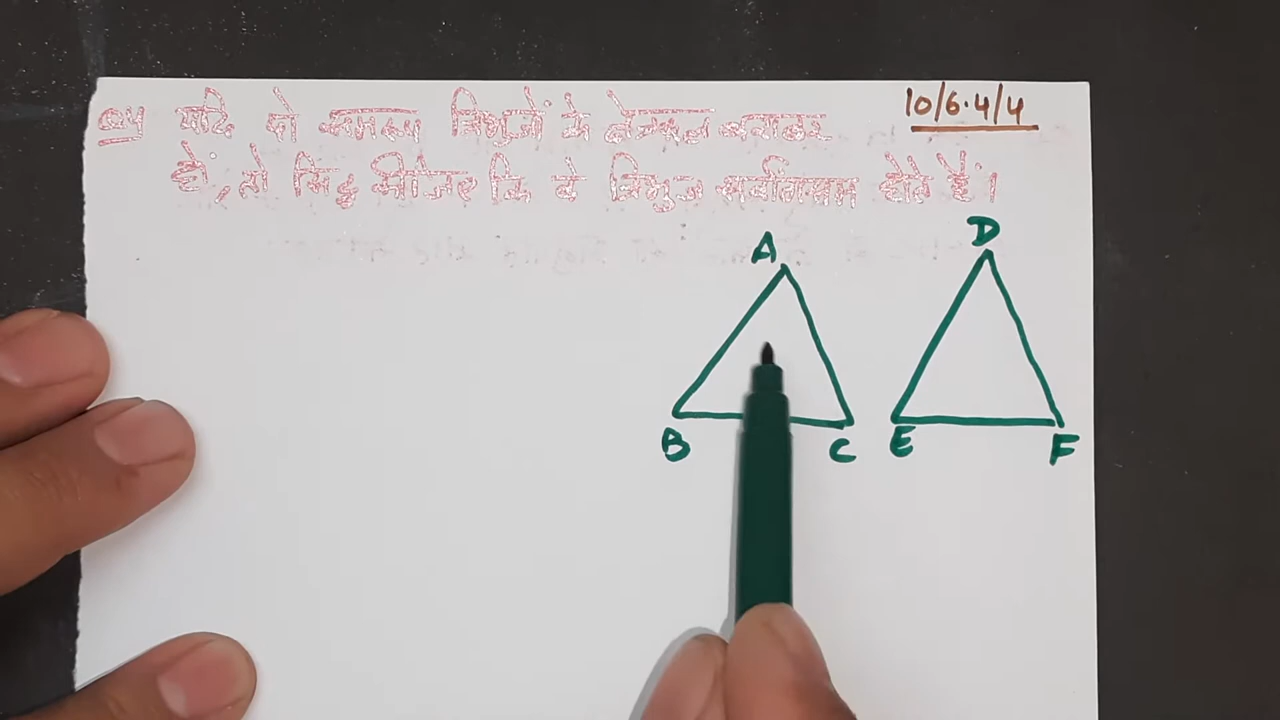 10/6.4/4
Q4 यदि दो समरूप त्रिभुजों के क्षेत्रफल बराबर
हों, तो सिद्ध कीजिए कि वे त्रिभुज सर्वांगसम होते हैं।
A D
B C E F